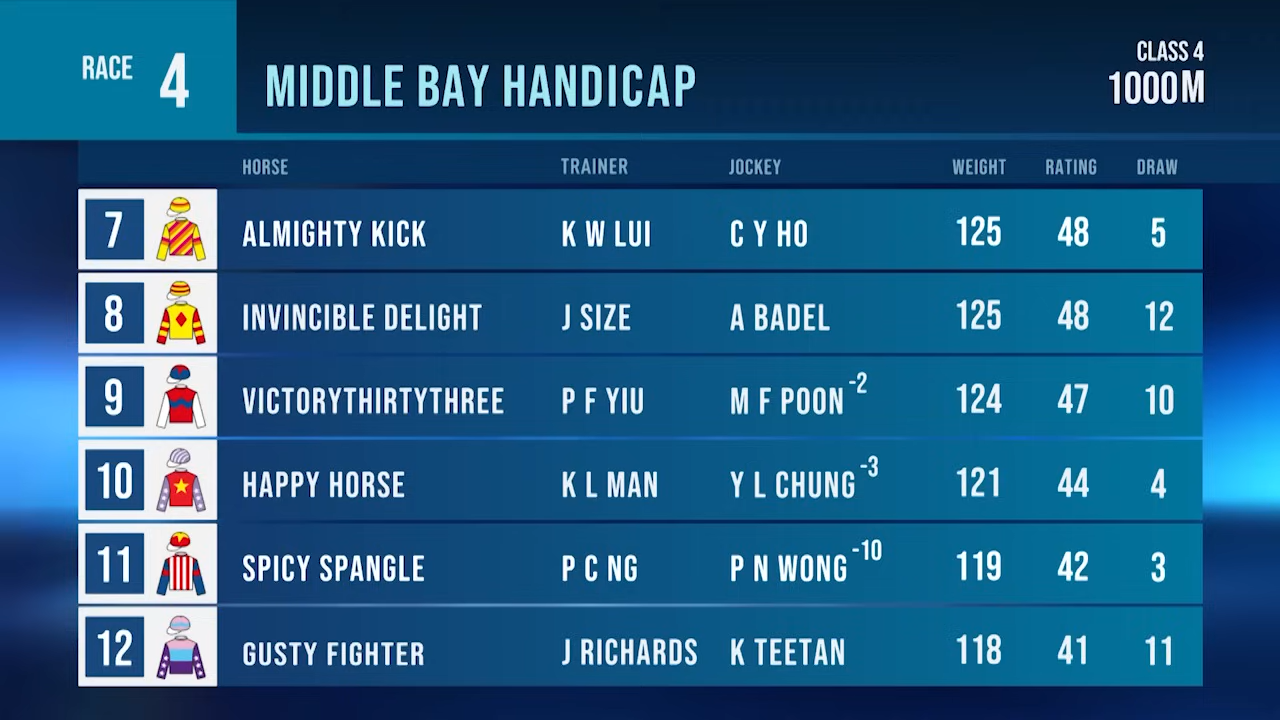 RACE 4
MIDDLE BAY HANDICAP
CLASS 4
1000M
HORSE TRAINER JOCKEY WEIGHT RATING DRAW
7 ALMIGHTY KICK K W LUI C Y HO 125 48 5
8 INVINCIBLE DELIGHT J SIZE A BADEL 125 48 12
9 VICTORYTHIRTYTHREE P F YIU M F POON -2 124 47 10
10 HAPPY HORSE K L MAN Y L CHUNG -3 121 44 4
11 SPICY SPANGLE P C NG P N WONG -10 119 42 3
12 GUSTY FIGHTER J RICHARDS K TEETAN 118 41 11